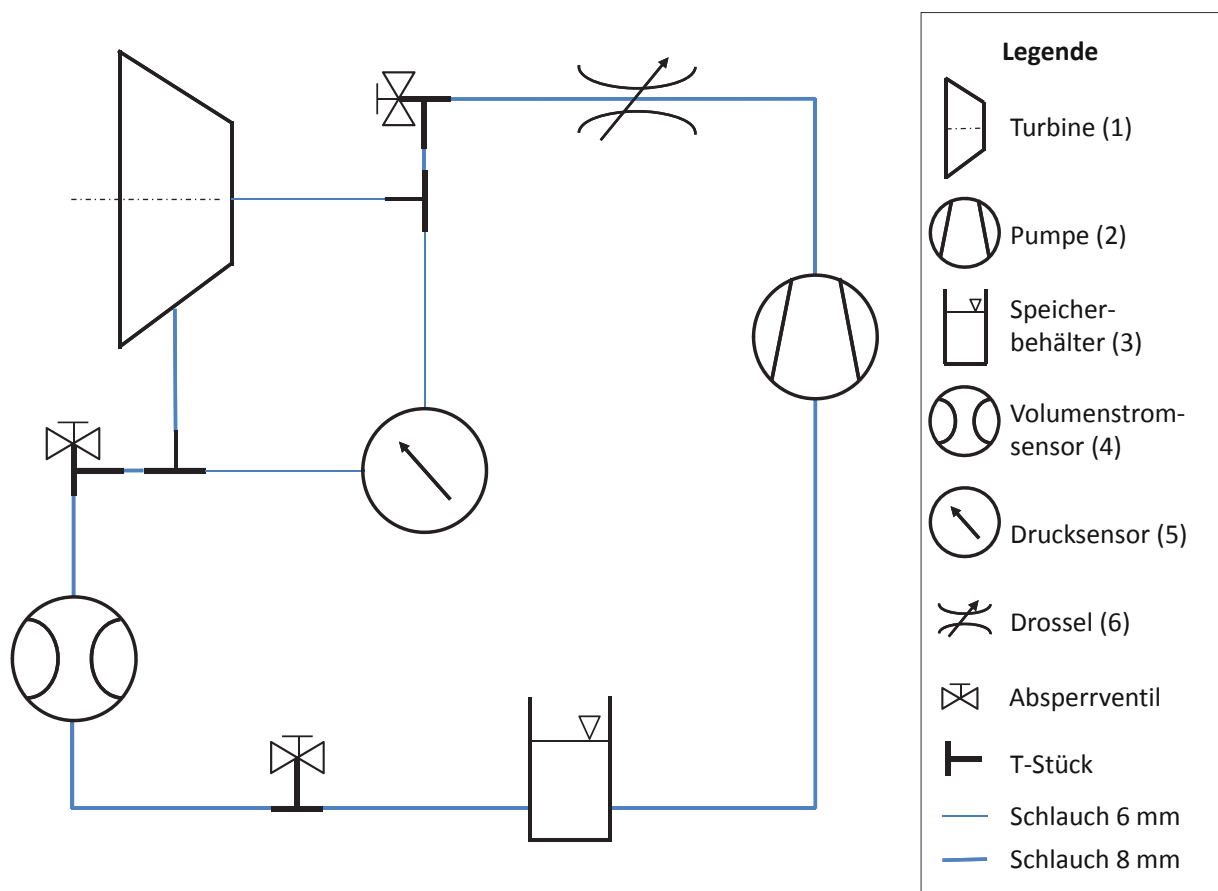 Legende
Turbine (1)
Pumpe (2)
Speicher-
behälter (3)
Volumenstrom-
sensor (4)
Drucksensor (5)
Drossel (6)
Absperrventil
T-Stück
Schlauch 6 mm
Schlauch 8 mm